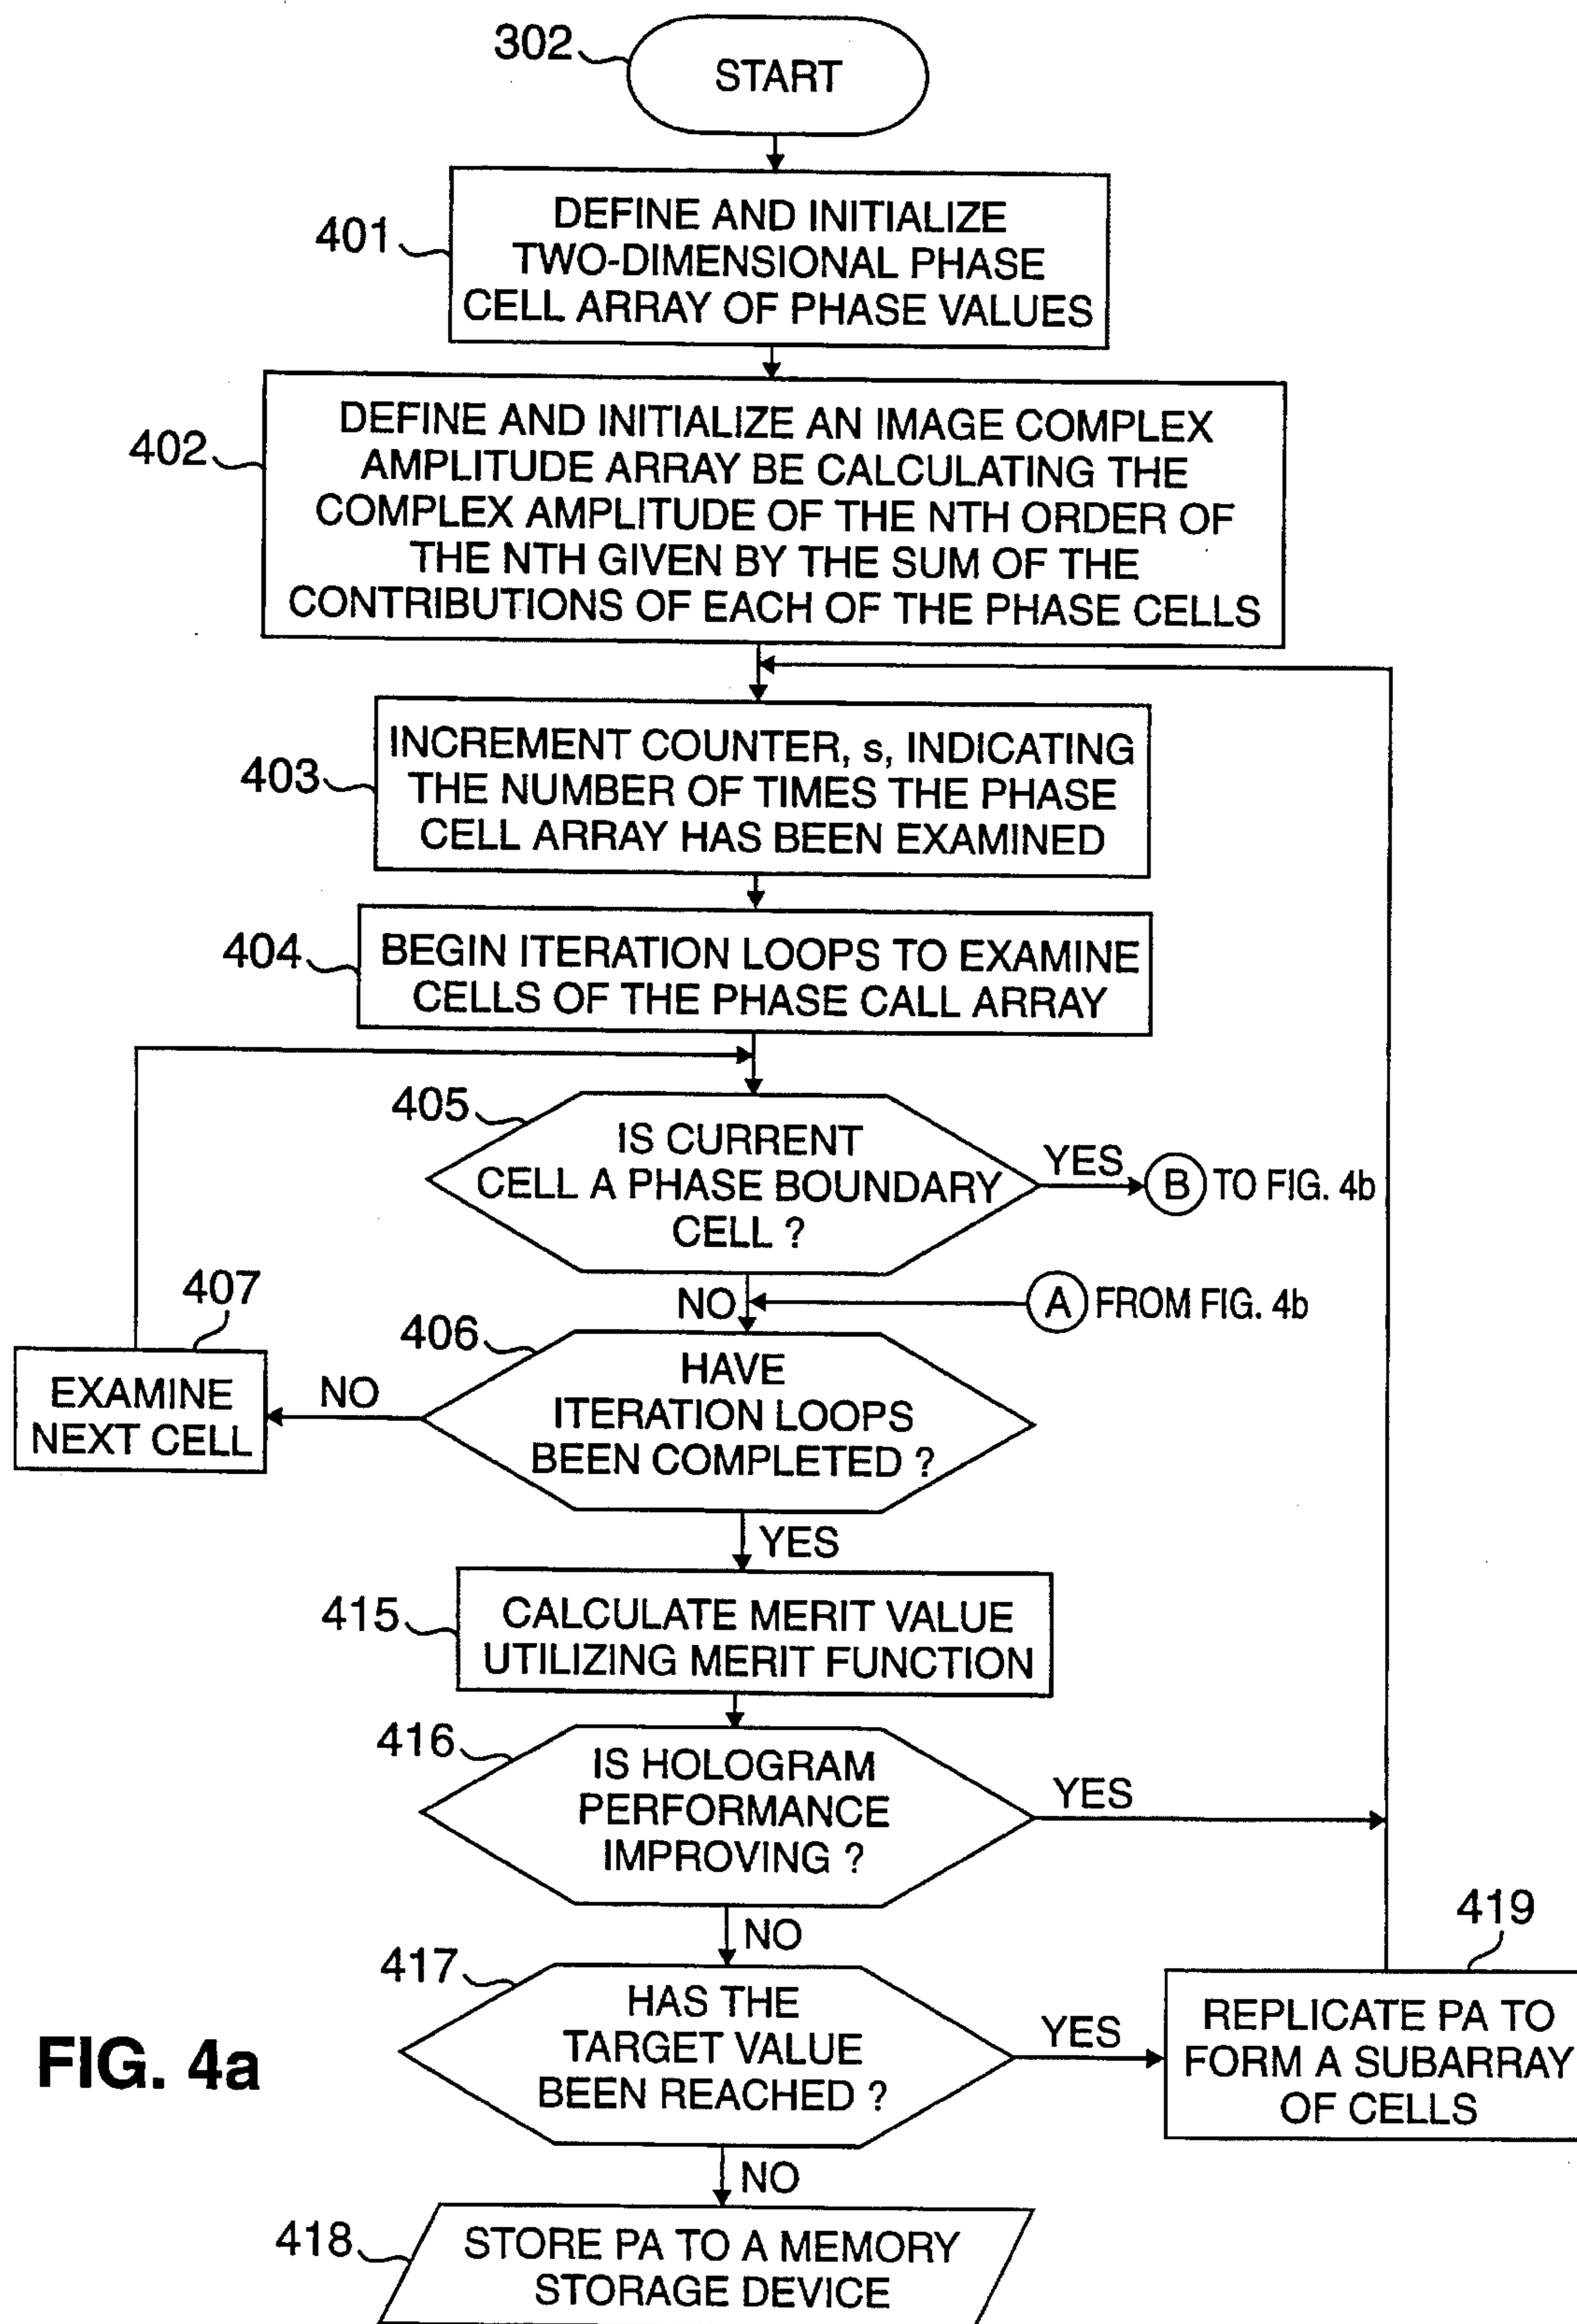 302
START
401
DEFINE AND INITIALIZE
TWO-DIMENSIONAL PHASE
CELL ARRAY OF PHASE VALUES
402
DEFINE AND INITIALIZE AN IMAGE COMPLEX
AMPLITUDE ARRAY BE CALCULATING THE
COMPLEX AMPLITUDE OF THE NTH ORDER OF
THE NTH GIVEN BY THE SUM OF THE
CONTRIBUTIONS OF EACH OF THE PHASE CELLS
403
INCREMENT COUNTER, s, INDICATING
THE NUMBER OF TIMES THE PHASE
CELL ARRAY HAS BEEN EXAMINED
404
BEGIN ITERATION LOOPS TO EXAMINE
CELLS OF THE PHASE CALL ARRAY
405
IS CURRENT
CELL A PHASE BOUNDARY
CELL ?
YES
B TO FIG. 4b
NO
A FROM FIG. 4b
407
EXAMINE
NEXT CELL
NO
406
HAVE
ITERATION LOOPS
BEEN COMPLETED ?
YES
415
CALCULATE MERIT VALUE
UTILIZING MERIT FUNCTION
416
IS HOLOGRAM
PERFORMANCE
IMPROVING ?
YES
NO
417
HAS THE
TARGET VALUE
BEEN REACHED ?
YES
419
REPLICATE PA TO
FORM A SUBARRAY
OF CELLS
NO
418
STORE PA TO A MEMORY
STORAGE DEVICE
FIG. 4a